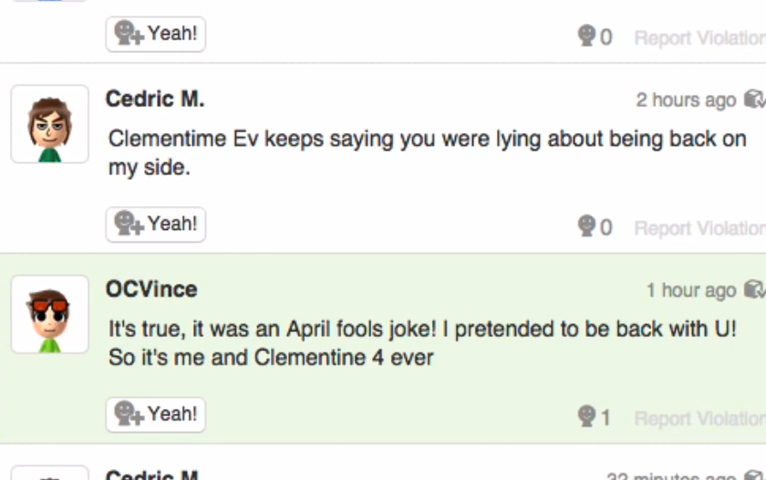 Yeah!
0 Report Violation
Cedric M.
2 hours ago
Clementime Ev keeps saying you were lying about being back on
my side.
Yeah!
0 Report Violation
OCVince
1 hour ago
It's true, it was an April fools joke! I pretended to be back with U!
So it's me and Clementine 4 ever
Yeah!
1 Report Violation
Cedric M.
32 minutes ago